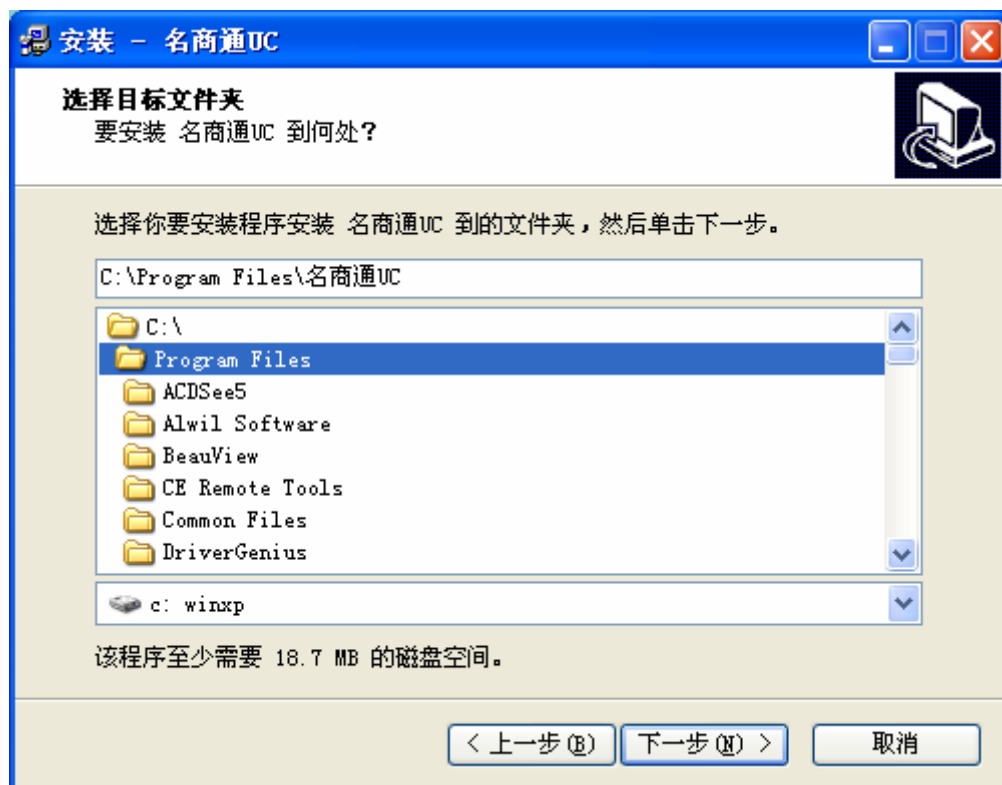 安装 - 名商通UC
选择目标文件夹
要安装 名商通UC 到何处?
选择你要安装程序安装 名商通UC 到的文件夹,然后单击下一步。
C:\Program Files\名商通UC
C:\
Program Files
ACDSee5
Alwil Software
BeauView
CE Remote Tools
Common Files
DriverGenius
c: winxp
该程序至少需要 18.7 MB 的磁盘空间。
< 上一步(B) 下一步(N) > 取消